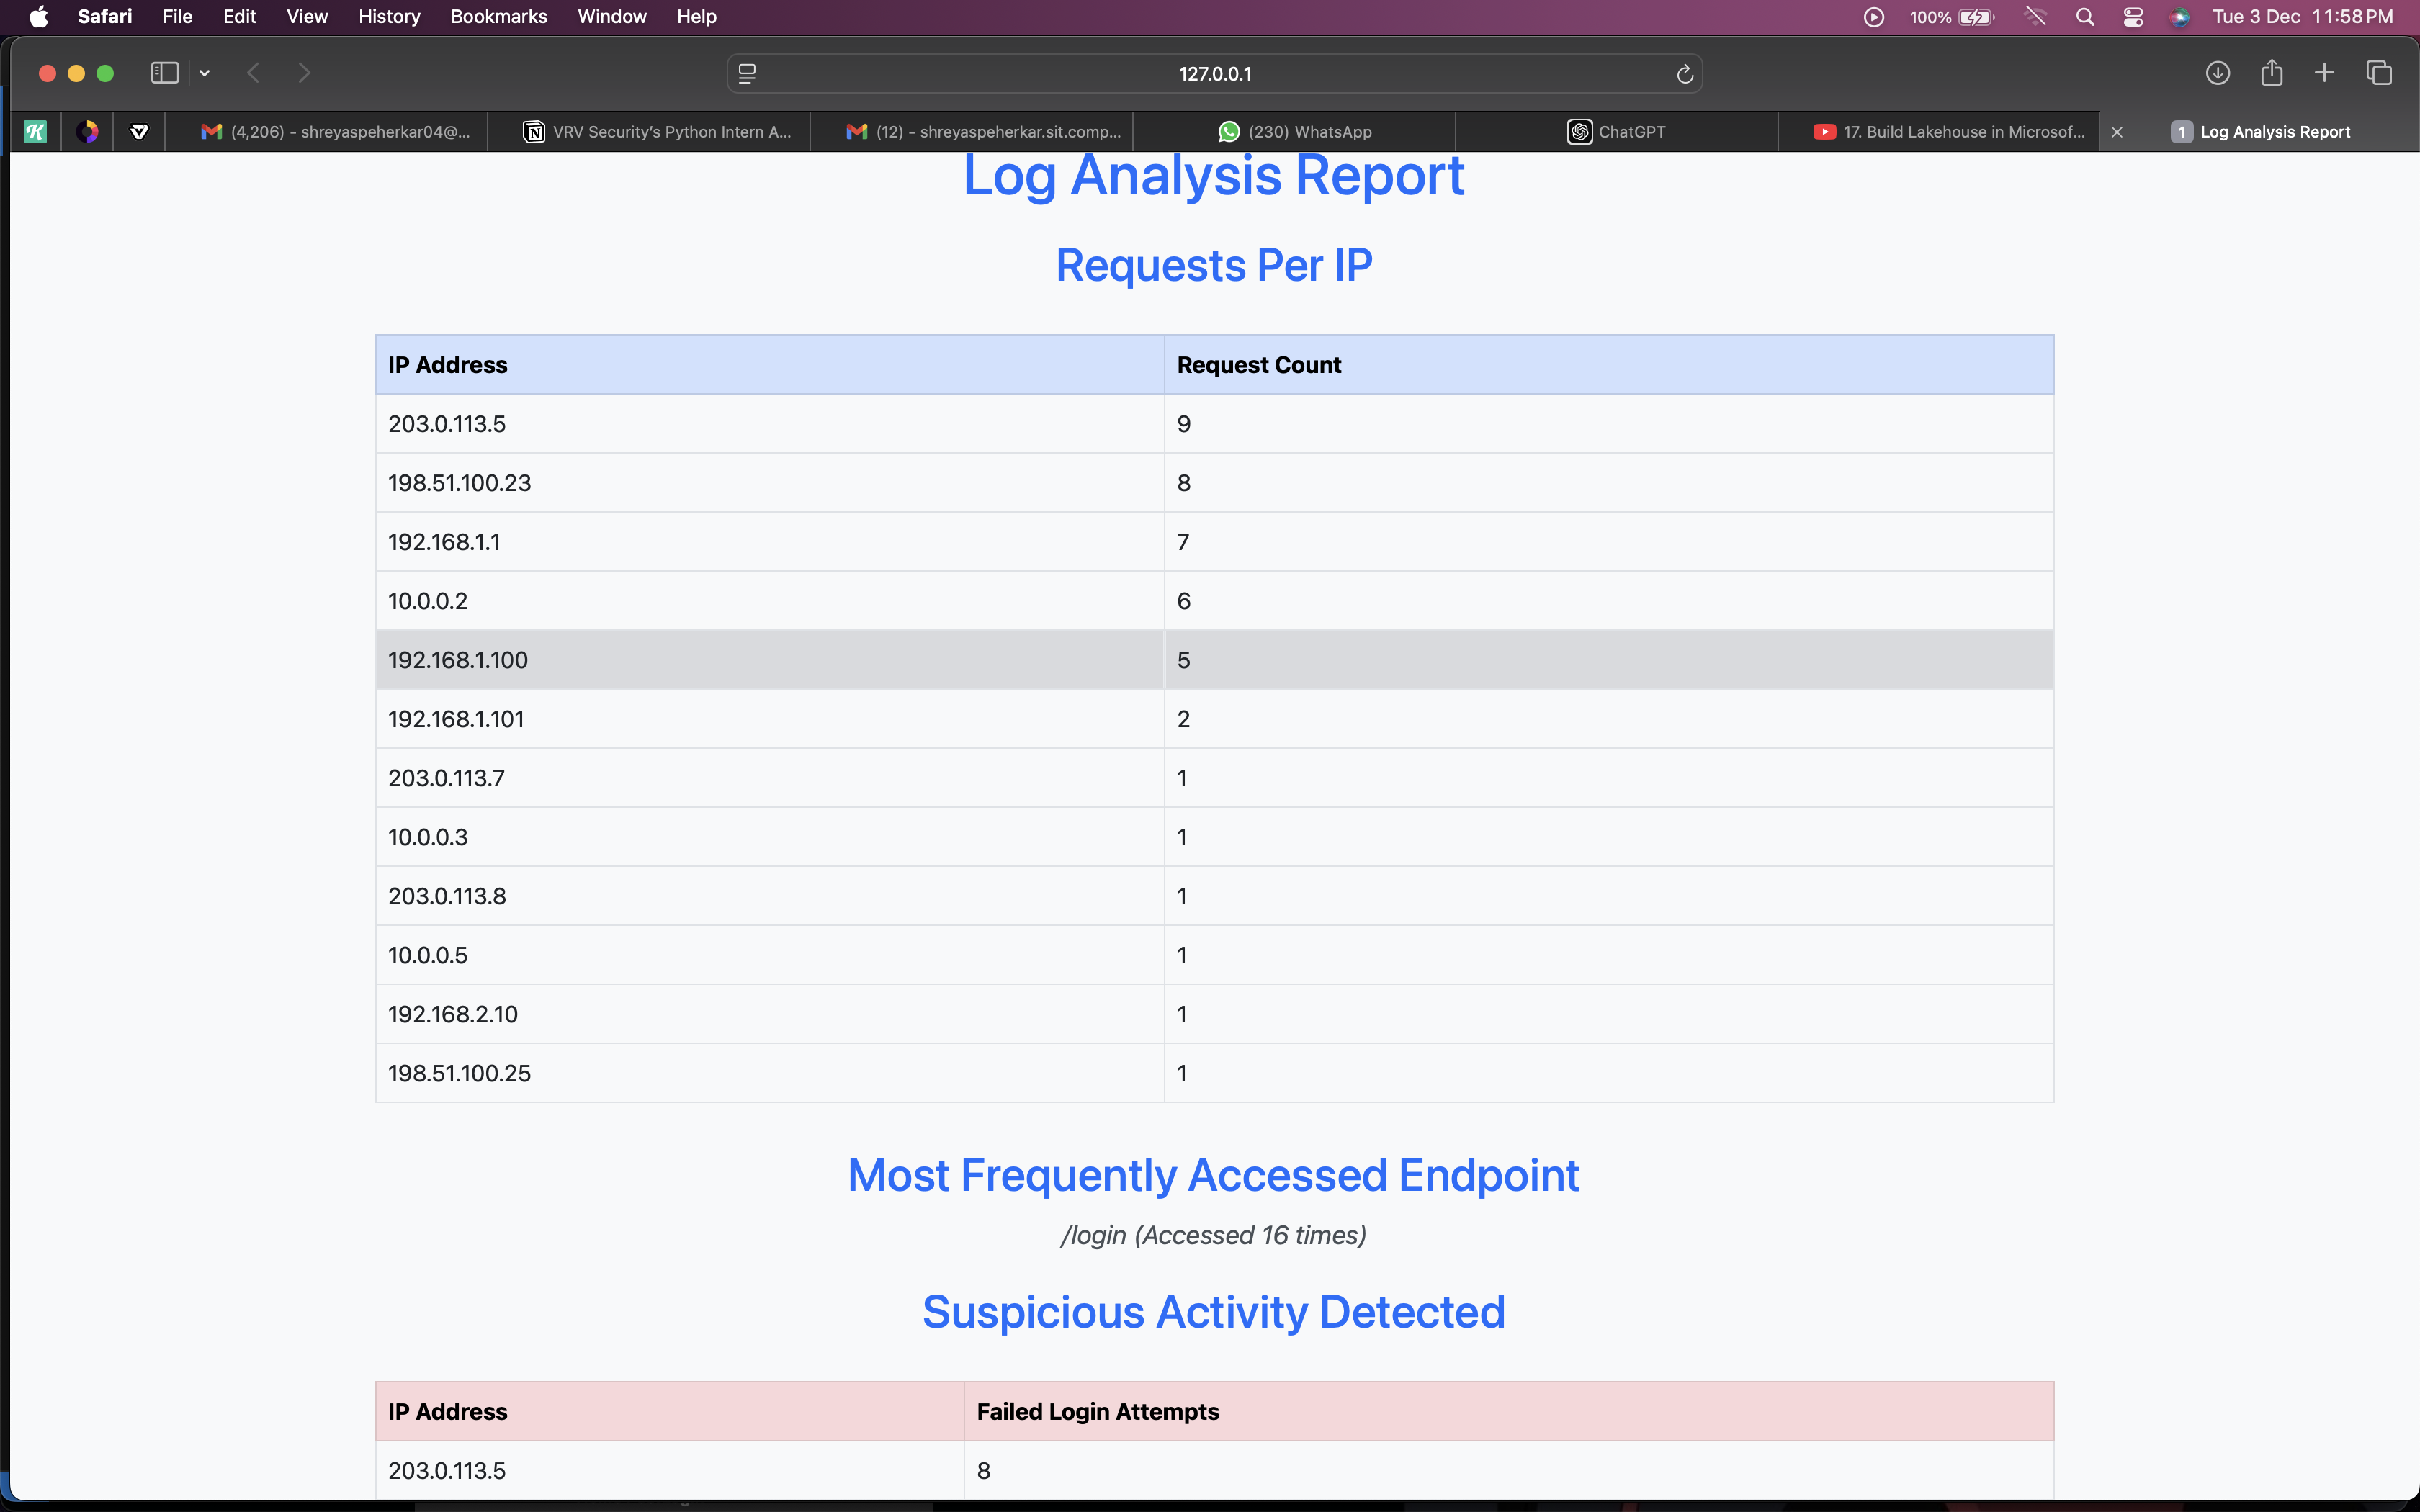 Safari File Edit View History Bookmarks Window Help 100% Tue 3 Dec 11:58 PM
127.0.0.1
(4,206) - shreyaspeherkar04@... VRV Security's Python Intern A... (12) - shreyaspeherkar.sit.comp... (230) WhatsApp ChatGPT 17. Build Lakehouse in Microsof... 1 Log Analysis Report
Log Analysis Report
Requests Per IP
IP Address Request Count
203.0.113.5 9
198.51.100.23 8
192.168.1.1 7
10.0.0.2 6
192.168.1.100 5
192.168.1.101 2
203.0.113.7 1
10.0.0.3 1
203.0.113.8 1
10.0.0.5 1
192.168.2.10 1
198.51.100.25 1
Most Frequently Accessed Endpoint
/login (Accessed 16 times)
Suspicious Activity Detected
IP Address Failed Login Attempts
203.0.113.5 8